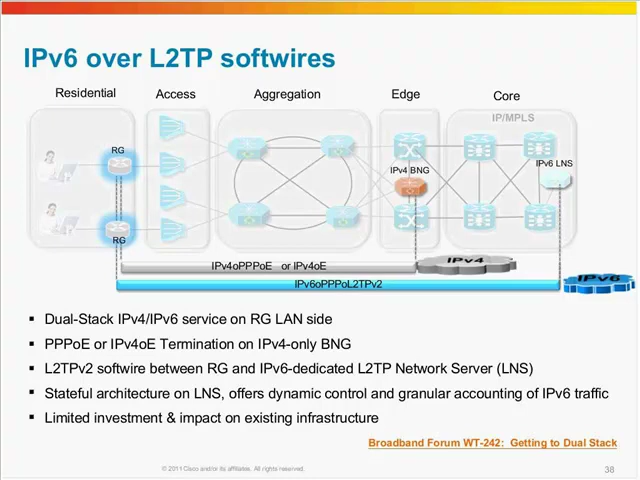 IPv6 over L2TP softwires
Residential Access Aggregation Edge Core
IP/MPLS
RG
IPv4 BNG
IPv6 LNS
RG
IPv4oPPPoE or IPv4oE
IPv4
IPv6oPPPoL2TPv2
IPv6
▪ Dual-Stack IPv4/IPv6 service on RG LAN side
▪ PPPoE or IPv4oE Termination on IPv4-only BNG
▪ L2TPv2 softwire between RG and IPv6-dedicated L2TP Network Server (LNS)
▪ Stateful architecture on LNS, offers dynamic control and granular accounting of IPv6 traffic
▪ Limited investment & impact on existing infrastructure
Broadband Forum WT-242: Getting to Dual Stack
© 2011 Cisco and/or its affiliates. All rights reserved. 38